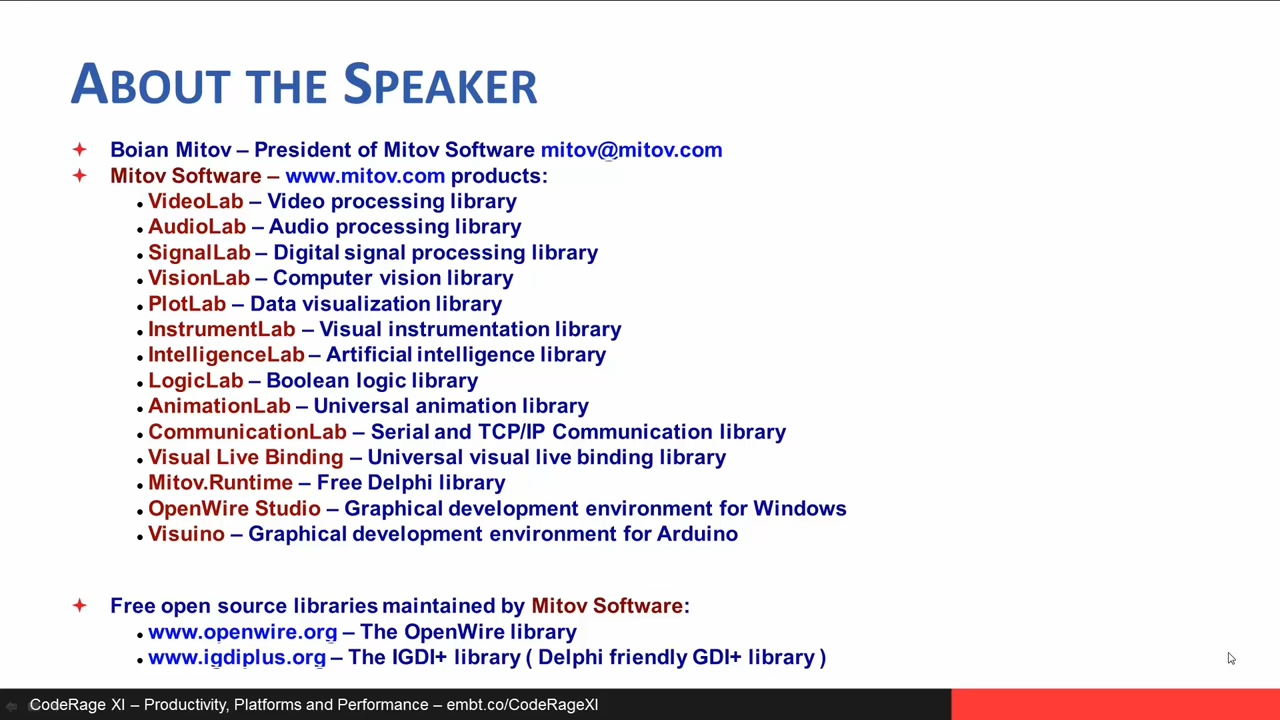 ABOUT THE SPEAKER
Boian Mitov – President of Mitov Software mitov@mitov.com
Mitov Software – www.mitov.com products:
VideoLab – Video processing library
AudioLab – Audio processing library
SignalLab – Digital signal processing library
VisionLab – Computer vision library
PlotLab – Data visualization library
InstrumentLab – Visual instrumentation library
IntelligenceLab – Artificial intelligence library
LogicLab – Boolean logic library
AnimationLab – Universal animation library
CommunicationLab – Serial and TCP/IP Communication library
Visual Live Binding – Universal visual live binding library
Mitov.Runtime – Free Delphi library
OpenWire Studio – Graphical development environment for Windows
Visuino – Graphical development environment for Arduino
Free open source libraries maintained by Mitov Software:
www.openwire.org – The OpenWire library
www.igdiplus.org – The IGDI+ library ( Delphi friendly GDI+ library )
CodeRage XI – Productivity, Platforms and Performance – embt.co/CodeRageXI